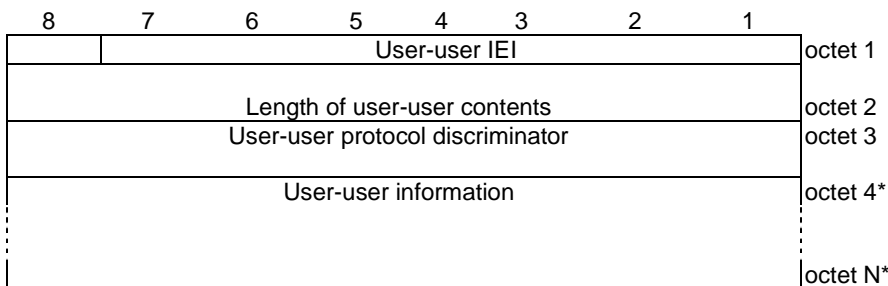 8 7 6 5 4 3 2 1
User-user IEI octet 1
Length of user-user contents octet 2
User-user protocol discriminator octet 3
User-user information octet 4*
octet N*